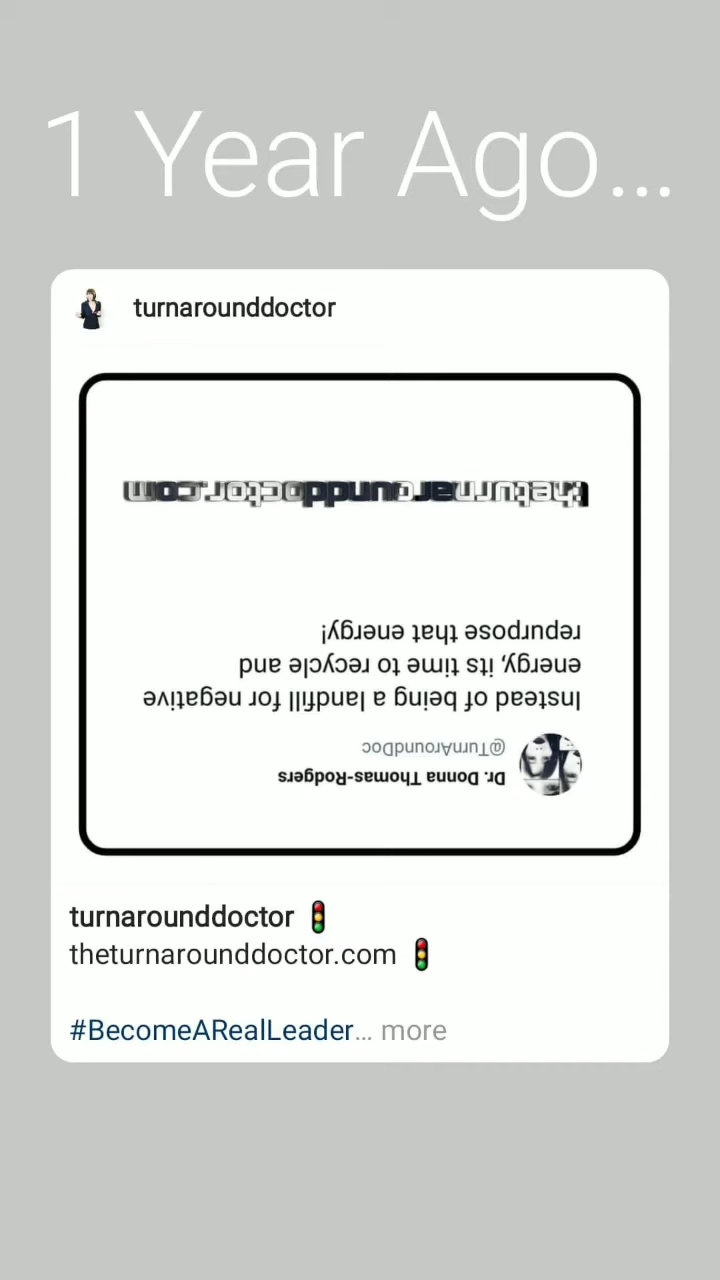 1 Year Ago...
turnarounddoctor
Dr. Donna Thomas-Rodgers
@TurnAroundDoc
Instead of being a landfill for negative
energy, its time to recycle and
repurpose that energy!
theturnarounddoctor.com
turnarounddoctor 🚦
theturnarounddoctor.com 🚦
#BecomeARealLeader... more